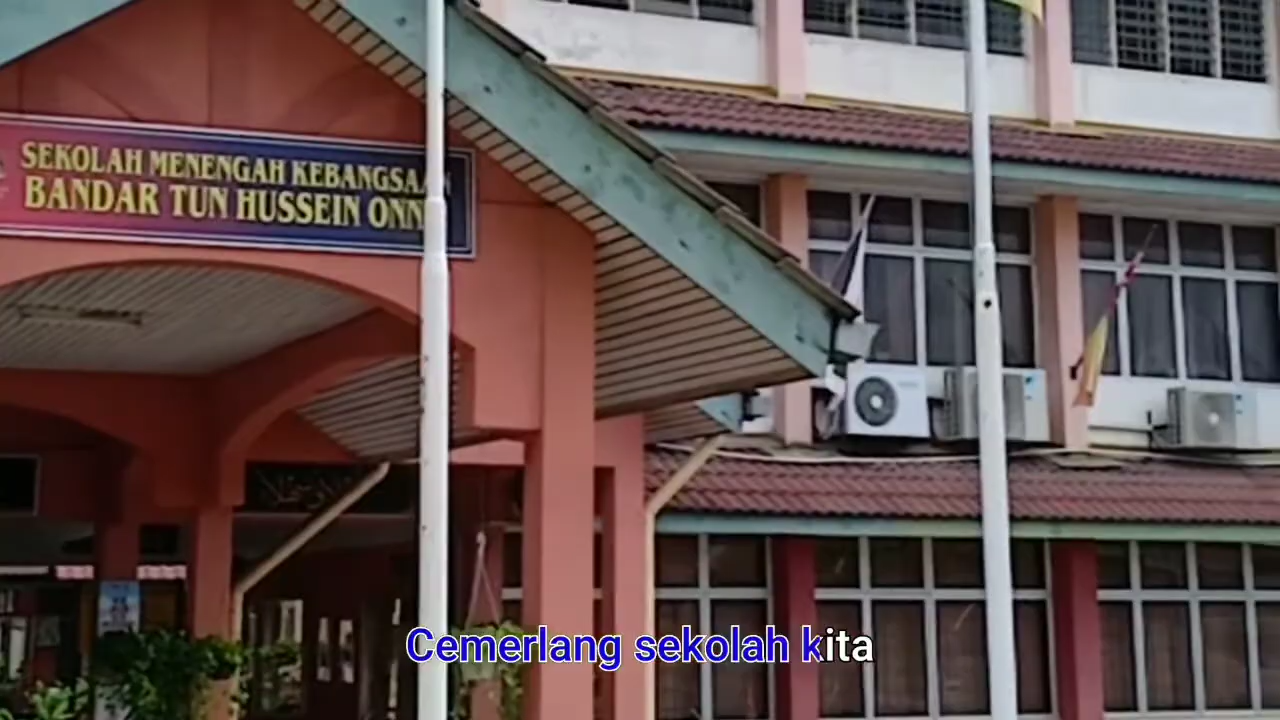 SEKOLAH MENENGAH KEBANGSAAN
BANDAR TUN HUSSEIN ONN
Cemerlang sekolah kita